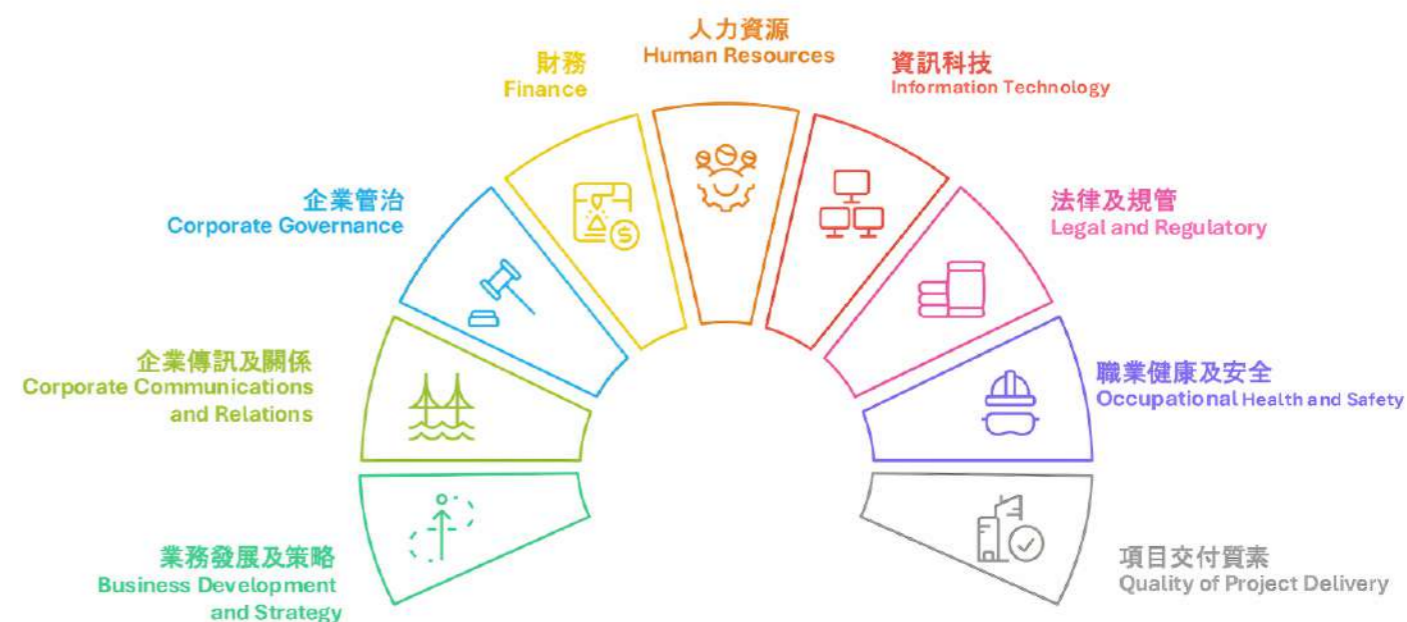 人力資源
Human Resources
財務
Finance
資訊科技
Information Technology
企業管治
Corporate Governance
法律及規管
Legal and Regulatory
企業傳訊及關係
Corporate Communications
and Relations
職業健康及安全
Occupational Health and Safety
業務發展及策略
Business Development
and Strategy
項目交付質素
Quality of Project Delivery
$